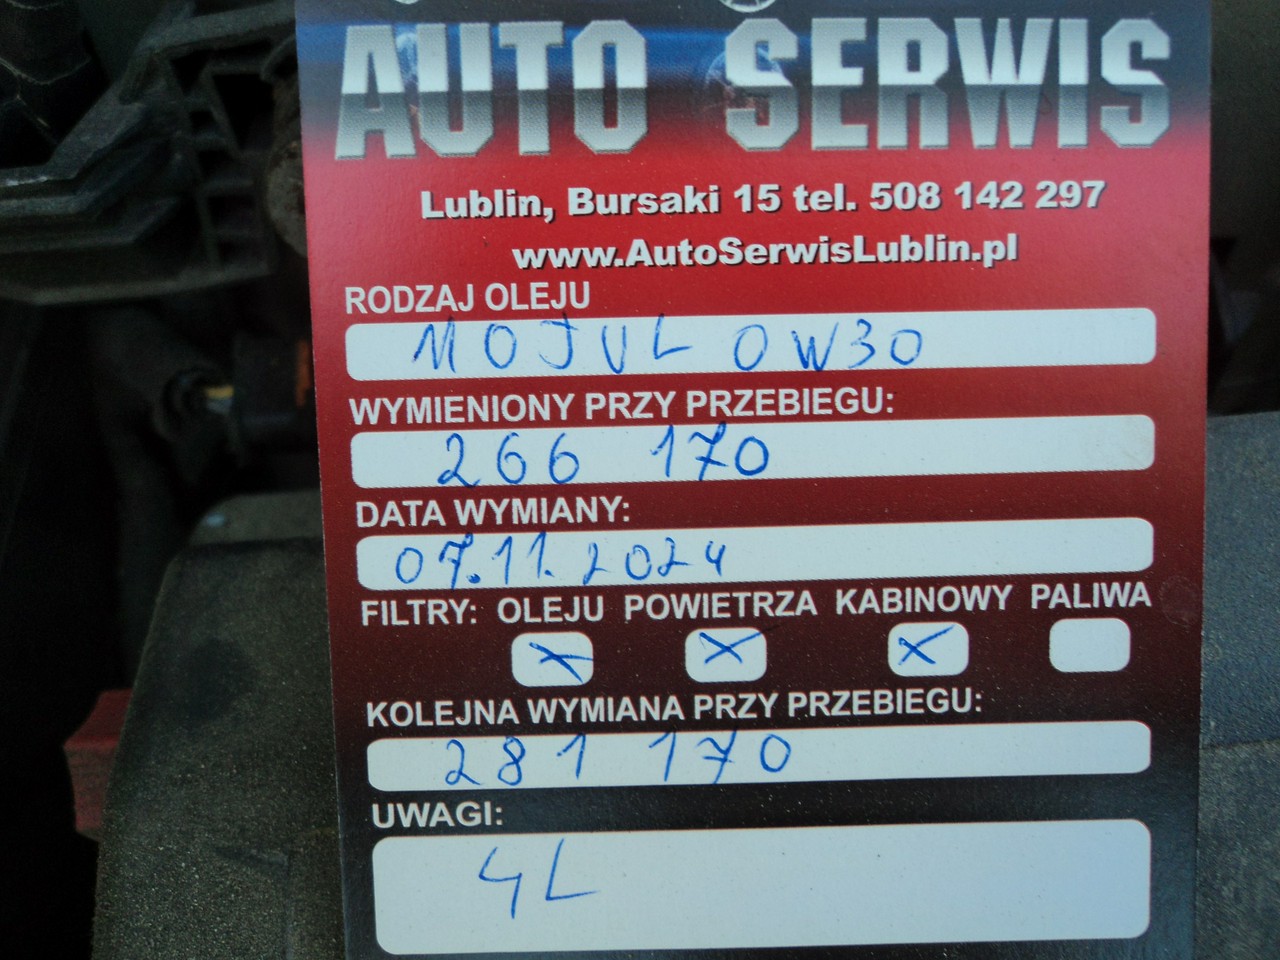 AUTO SERWIS
Lublin, Bursaki 15 tel. 508 142 297
www.AutoSerwisLublin.pl
RODZAJ OLEJU
MOJUL 0W30
WYMIENIONY PRZY PRZEBIEGU:
266 170
DATA WYMIANY:
07.11.2024
FILTRY: OLEJU POWIETRZA KABINOWY PALIWA
X X X
KOLEJNA WYMIANA PRZY PRZEBIEGU:
281 170
UWAGI:
4L